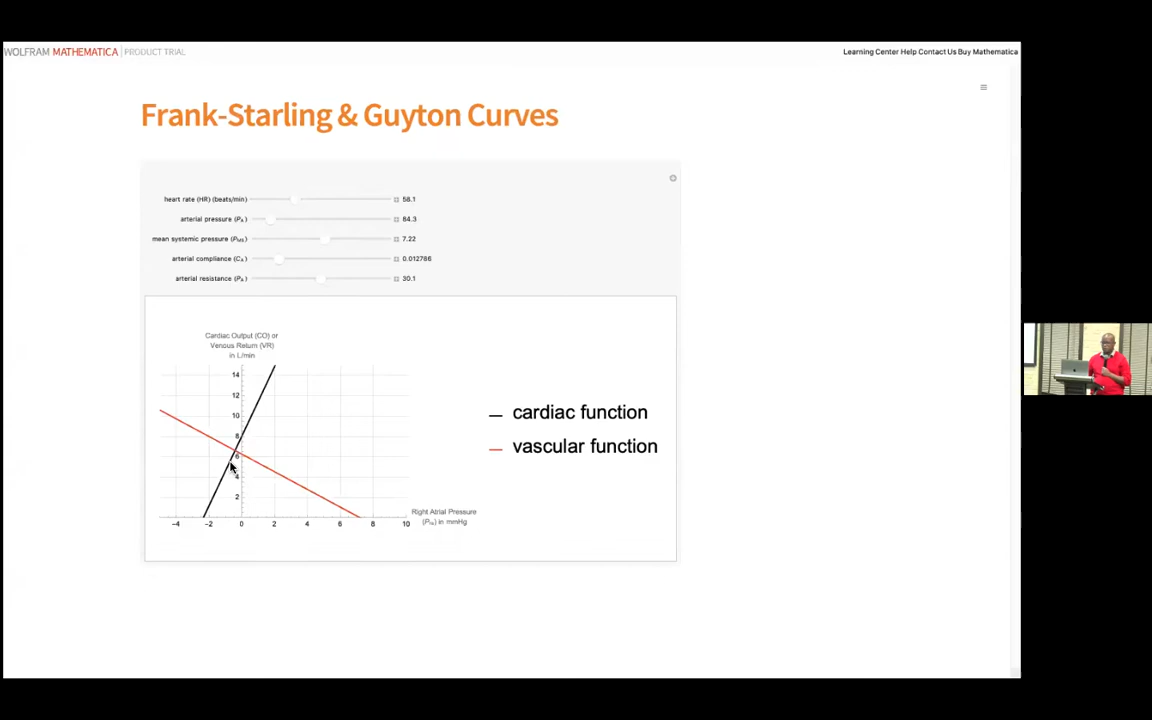 WOLFRAM MATHEMATICA | PRODUCT TRIAL
Learning Center Help Contact Us Buy Mathematica
Frank-Starling & Guyton Curves
heart rate (HR) (beats/min) 58.1
arterial pressure (PA) 84.3
mean systemic pressure (PMS) 7.22
arterial compliance (CA) 0.012786
arterial resistance (PA) 30.1
Cardiac Output (CO) or
Venous Return (VR)
in L/min
14
12
10
8
6
4
2
-4 -2 0 2 4 6 8 10
Right Atrial Pressure
(PRA) in mmHg
cardiac function
vascular function